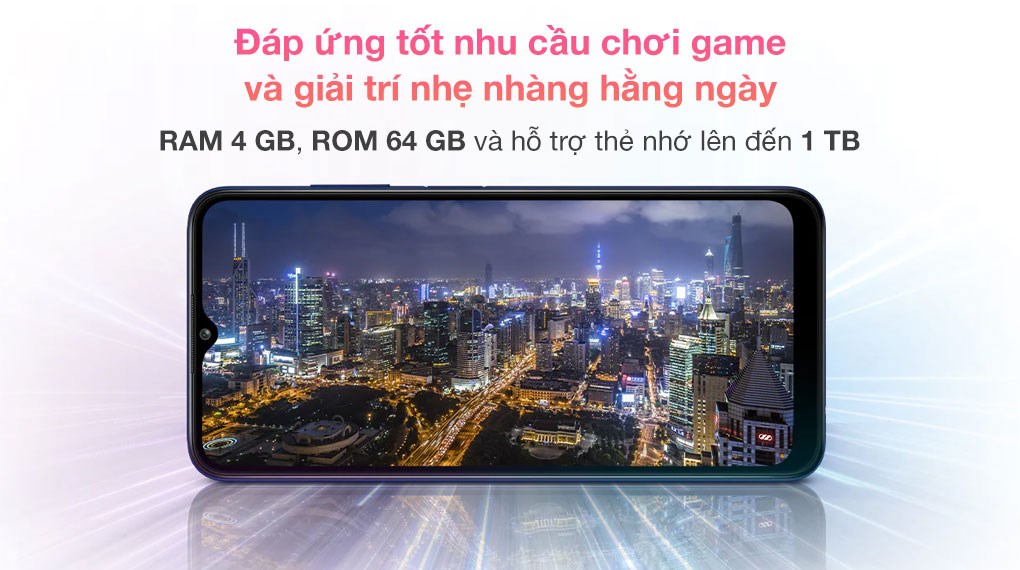 Đáp ứng tốt nhu cầu chơi game
và giải trí nhẹ nhàng hằng ngày
RAM 4 GB, ROM 64 GB và hỗ trợ thẻ nhớ lên đến 1 TB